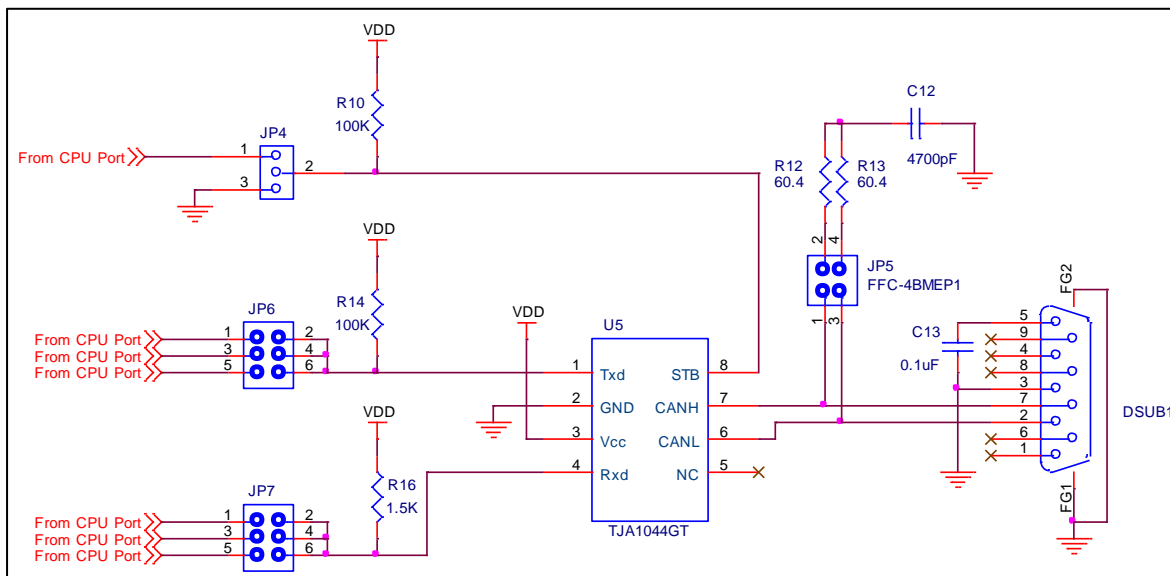 VDD
R10
100K
JP4
From CPU Port
1
2
3
C12
4700pF
R12
60.4
R13
60.4
2
4
JP5
FFC-4BMEP1
1
3
VDD
R14
100K
JP6
From CPU Port
1
2
From CPU Port
3
4
From CPU Port
5
6
VDD
U5
1
Txd
STB
8
2
GND
CANH
7
3
Vcc
CANL
6
4
Rxd
NC
5
TJA1044GT
VDD
R16
1.5K
JP7
From CPU Port
1
2
From CPU Port
3
4
From CPU Port
5
6
FG2
C13
0.1uF
5
9
4
8
3
7
2
6
1
DSUB1
FG1